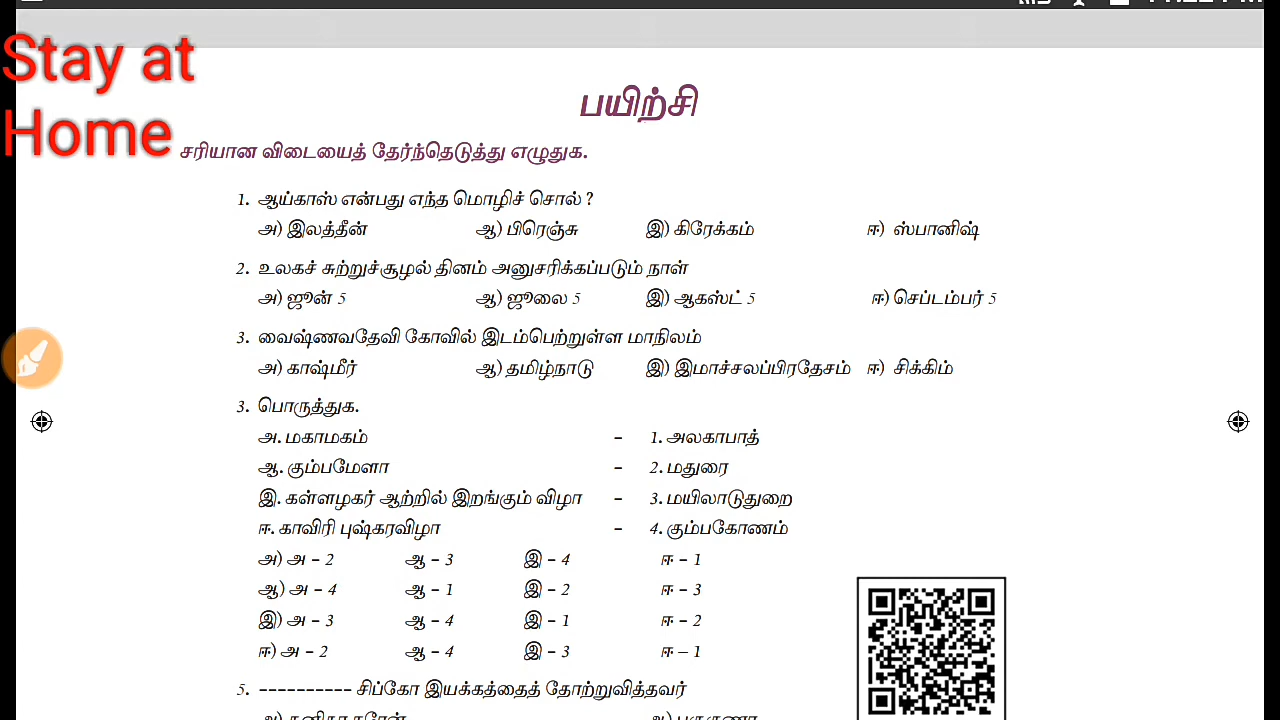 Stay at
Home
பயிற்சி
சரியான விடையைத் தேர்ந்தெடுத்து எழுதுக.
1. ஆய்காஸ் என்பது எந்த மொழிச் சொல் ?
அ) இலத்தீன் ஆ) பிரெஞ்சு இ) கிரேக்கம் ஈ) ஸ்பானிஷ்
2. உலகச் சுற்றுச்சூழல் தினம் அனுசரிக்கப்படும் நாள்
அ) ஜூன் 5 ஆ) ஜூலை 5 இ) ஆகஸ்ட் 5 ஈ) செப்டம்பர் 5
3. வைஷ்ணவதேவி கோவில் இடம்பெற்றுள்ள மாநிலம்
அ) காஷ்மீர் ஆ) தமிழ்நாடு இ) இமாச்சலப்பிரதேசம் ஈ) சிக்கிம்
3. பொருத்துக.
அ. மகாமகம் – 1. அலகாபாத்
ஆ. கும்பமேளா – 2. மதுரை
இ. கள்ளழகர் ஆற்றில் இறங்கும் விழா – 3. மயிலாடுதுறை
ஈ. காவிரி புஷ்கரவிழா – 4. கும்பகோணம்
அ) அ – 2 ஆ – 3 இ – 4 ஈ – 1
ஆ) அ – 4 ஆ – 1 இ – 2 ஈ – 3
இ) அ – 3 ஆ – 4 இ – 1 ஈ – 2
ஈ) அ – 2 ஆ – 4 இ – 3 ஈ – 1
5. ---------- சிப்கோ இயக்கத்தைத் தோற்றுவித்தவர்